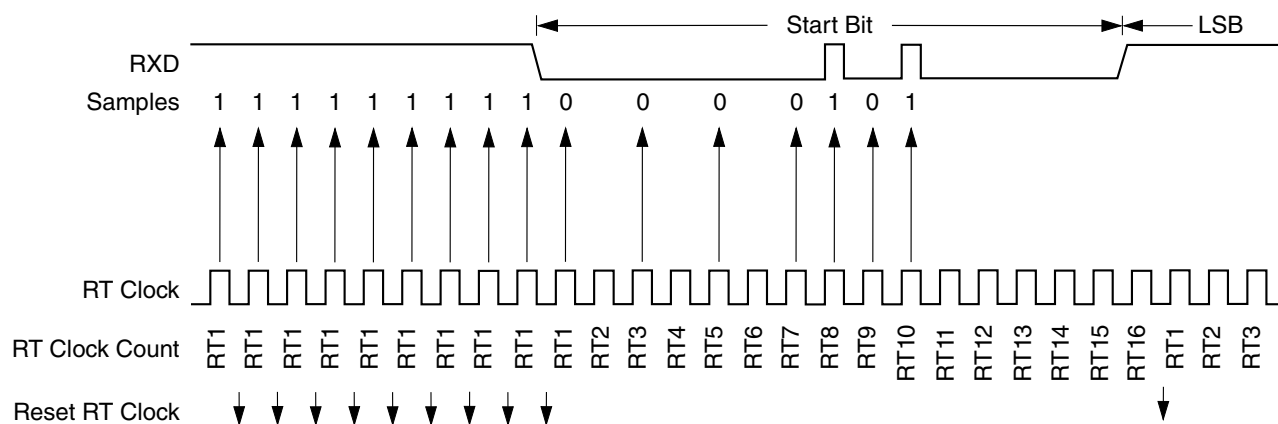 Start Bit LSB
RXD
Samples 1 1 1 1 1 1 1 1 1 0 0 0 0 1 0 1
RT Clock
RT Clock Count RT1 RT1 RT1 RT1 RT1 RT1 RT1 RT1 RT1 RT1 RT2 RT3 RT4 RT5 RT6 RT7 RT8 RT9 RT10 RT11 RT12 RT13 RT14 RT15 RT16 RT1 RT2 RT3
Reset RT Clock